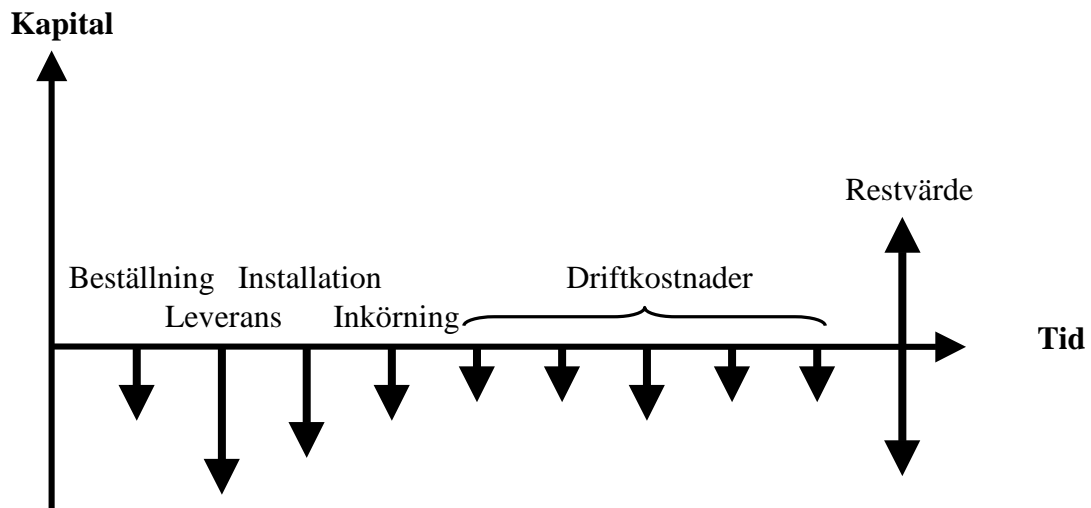 Kapital
Restvärde
Beställning Installation Driftkostnader
Leverans Inkörning
Tid